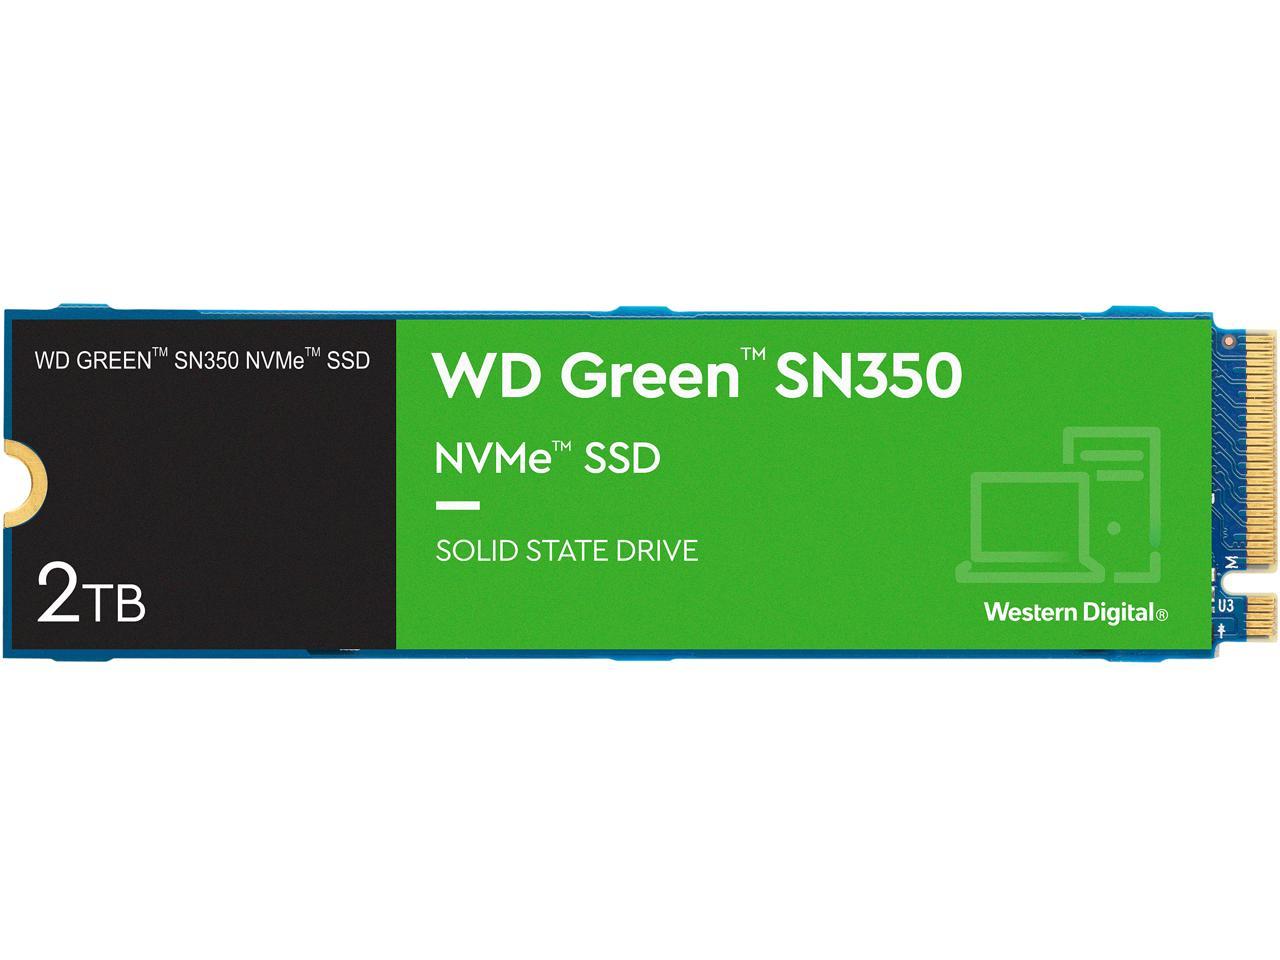 WD GREEN™ SN350 NVMe™ SSD
2TB
WD Green™ SN350
NVMe™ SSD
SOLID STATE DRIVE
Western Digital®
M
U3